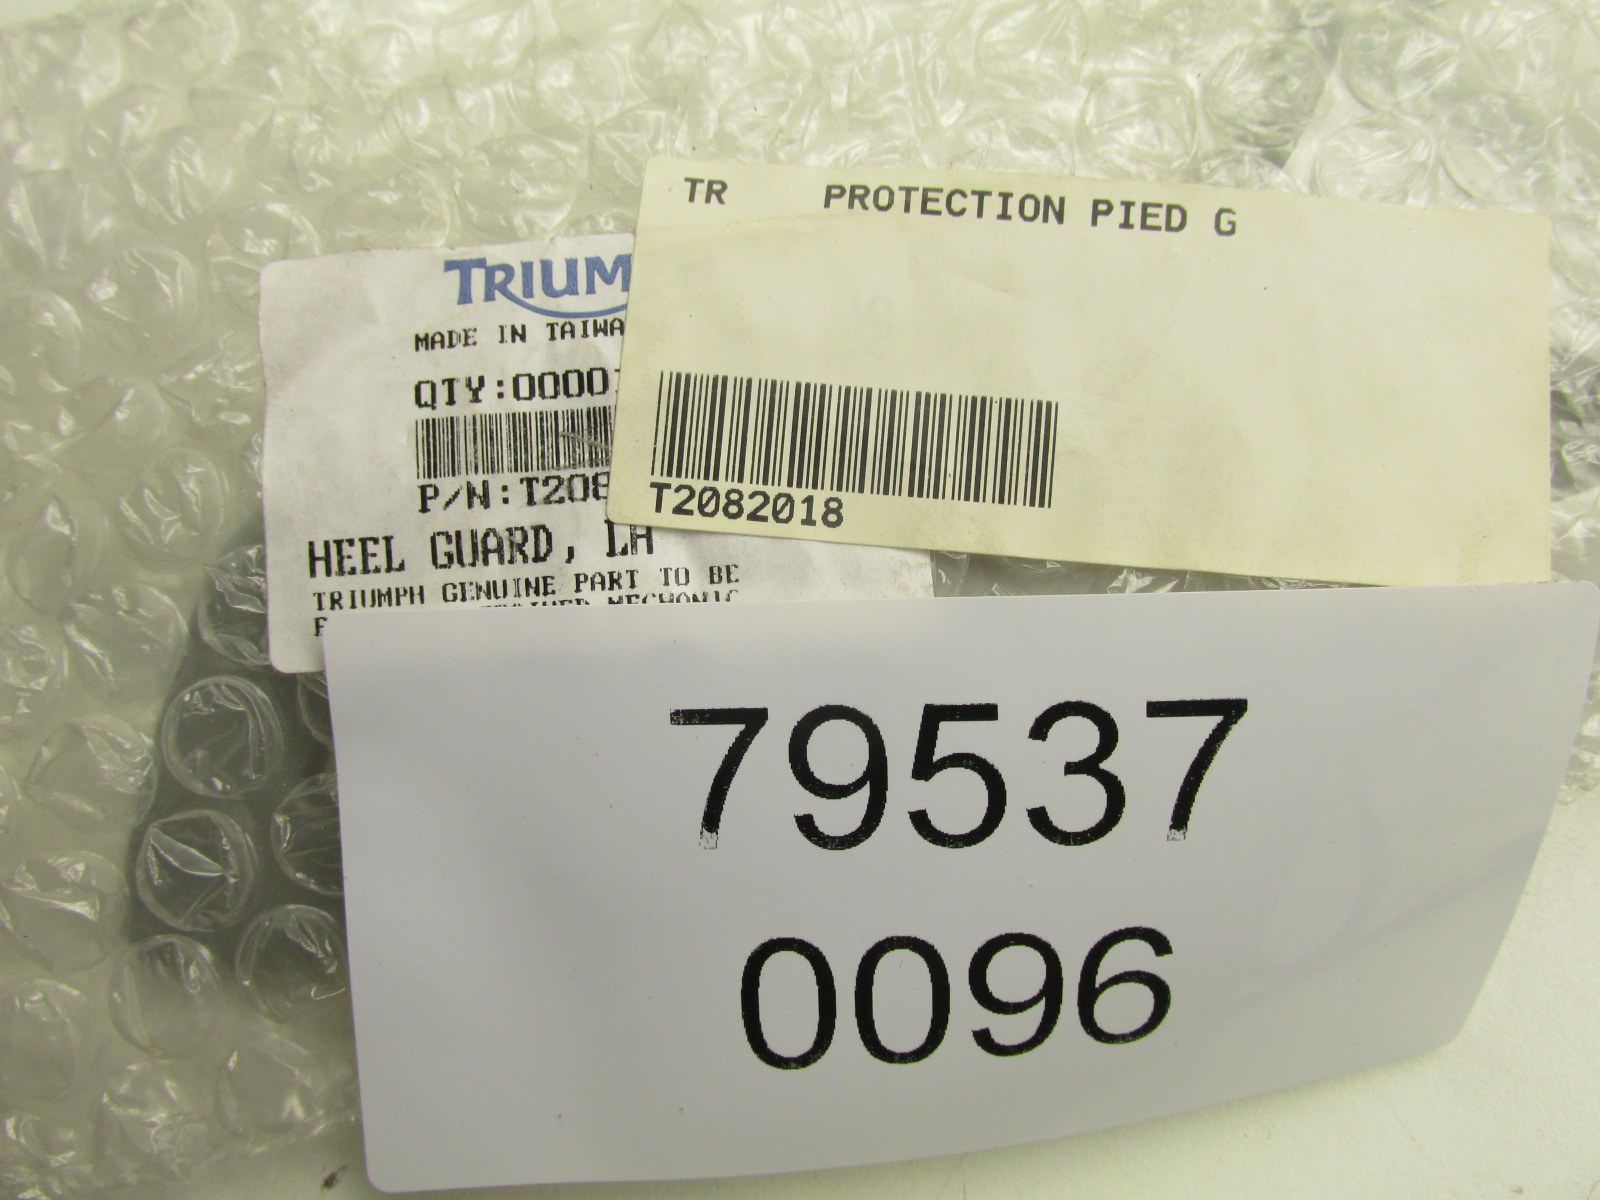 TR PROTECTION PIED G
T2082018
TRIUM
MADE IN TAIWA
QTY:0000
P/N:T208
HEEL GUARD, LH
TRIUMPH GENUINE PART TO BE
MECHANIC
79537
0096